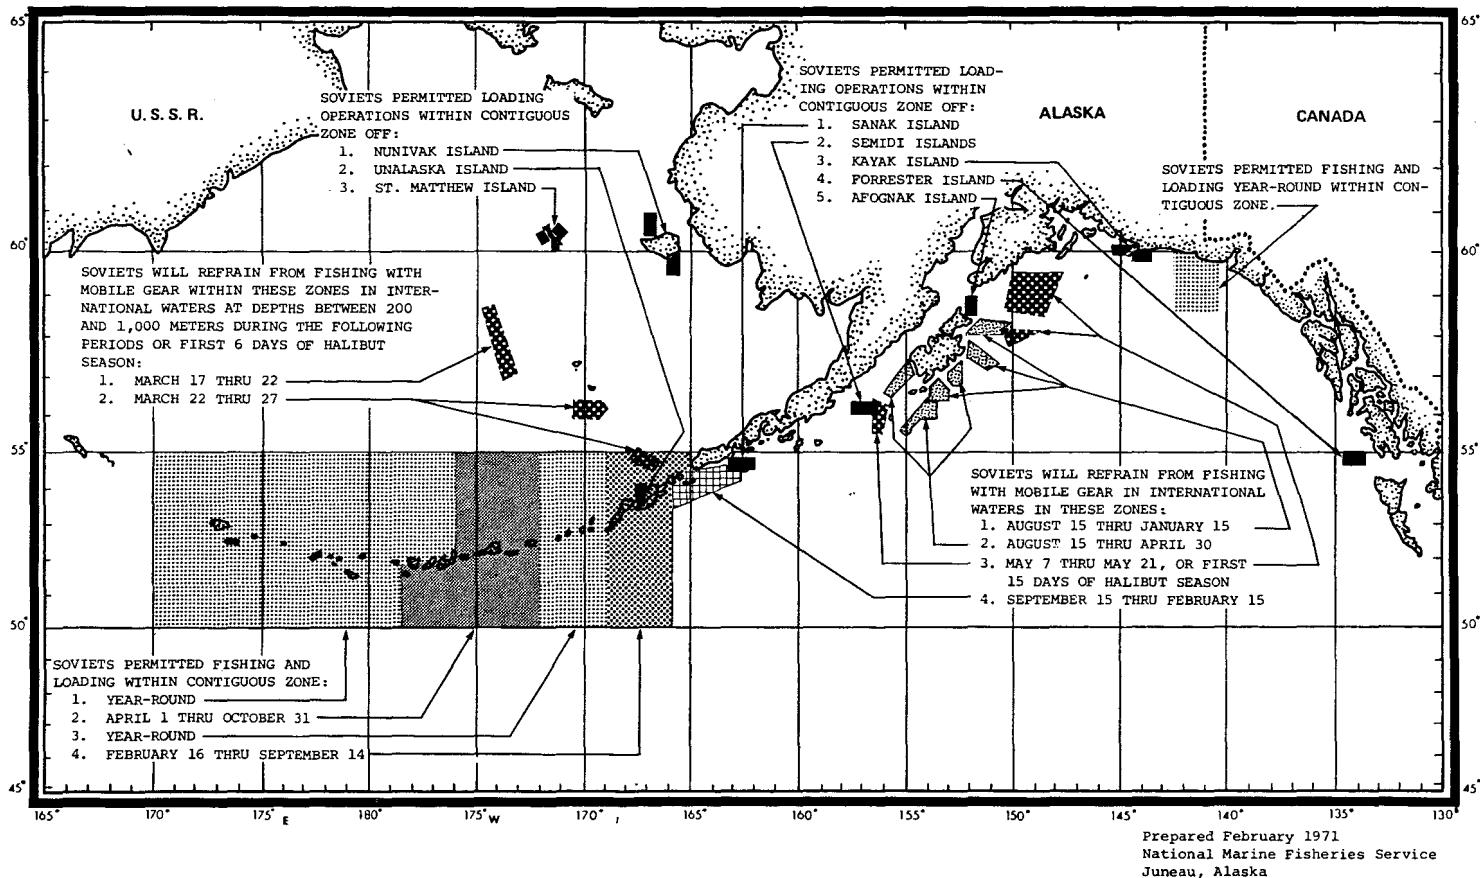 65°
65°
U.S.S.R.
SOVIETS PERMITTED LOADING
OPERATIONS WITHIN CONTIGUOUS
ZONE OFF:
1. NUNIVAK ISLAND
2. UNALASKA ISLAND
3. ST. MATTHEW ISLAND
SOVIETS PERMITTED LOAD-
ING OPERATIONS WITHIN
CONTIGUOUS ZONE OFF:
1. SANAK ISLAND
2. SEMIDI ISLANDS
3. KAYAK ISLAND
4. FORRESTER ISLAND
5. AFOGNAK ISLAND
ALASKA
CANADA
SOVIETS PERMITTED FISHING AND
LOADING YEAR-ROUND WITHIN CON-
TIGUOUS ZONE.
60°
60°
SOVIETS WILL REFRAIN FROM FISHING WITH
MOBILE GEAR WITHIN THESE ZONES IN INTER-
NATIONAL WATERS AT DEPTHS BETWEEN 200
AND 1,000 METERS DURING THE FOLLOWING
PERIODS OR FIRST 6 DAYS OF HALIBUT
SEASON:
1. MARCH 17 THRU 22
2. MARCH 22 THRU 27
55°
55°
SOVIETS WILL REFRAIN FROM FISHING
WITH MOBILE GEAR IN INTERNATIONAL
WATERS IN THESE ZONES:
1. AUGUST 15 THRU JANUARY 15
2. AUGUST 15 THRU APRIL 30
3. MAY 7 THRU MAY 21, OR FIRST
15 DAYS OF HALIBUT SEASON
4. SEPTEMBER 15 THRU FEBRUARY 15
50°
50°
SOVIETS PERMITTED FISHING AND
LOADING WITHIN CONTIGUOUS ZONE:
1. YEAR-ROUND
2. APRIL 1 THRU OCTOBER 31
3. YEAR-ROUND
4. FEBRUARY 16 THRU SEPTEMBER 14
45°
45°
165° 170° 175° E 180° 175° W 170° 165° 160° 155° 150° 145° 140° 135° 130°
Prepared February 1971
National Marine Fisheries Service
Juneau, Alaska